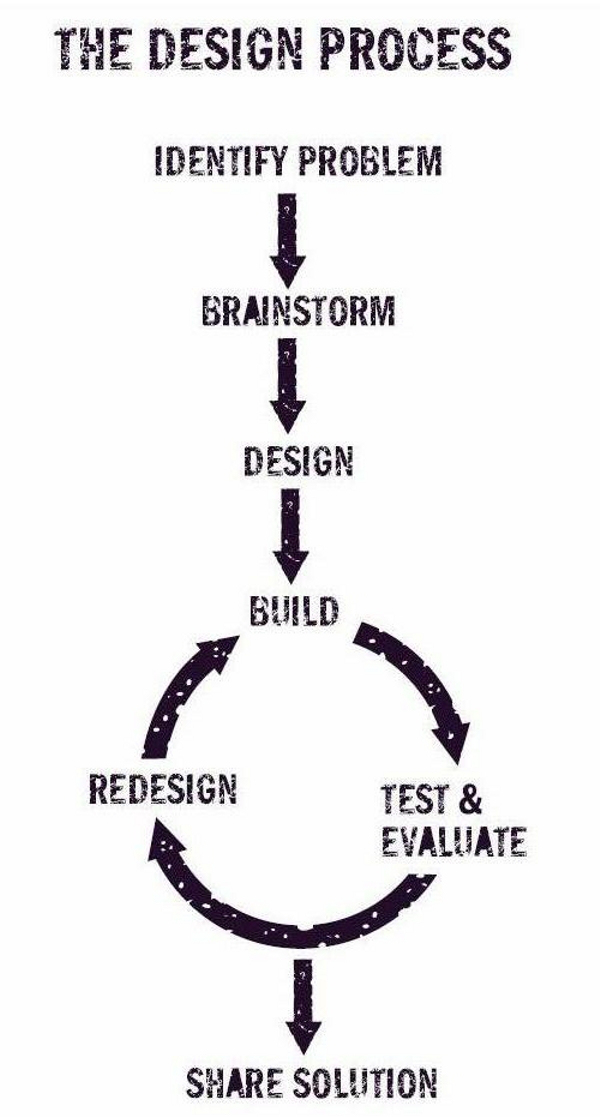 THE DESIGN PROCESS
IDENTIFY PROBLEM
BRAINSTORM
DESIGN
BUILD
REDESIGN
TEST &
EVALUATE
SHARE SOLUTION